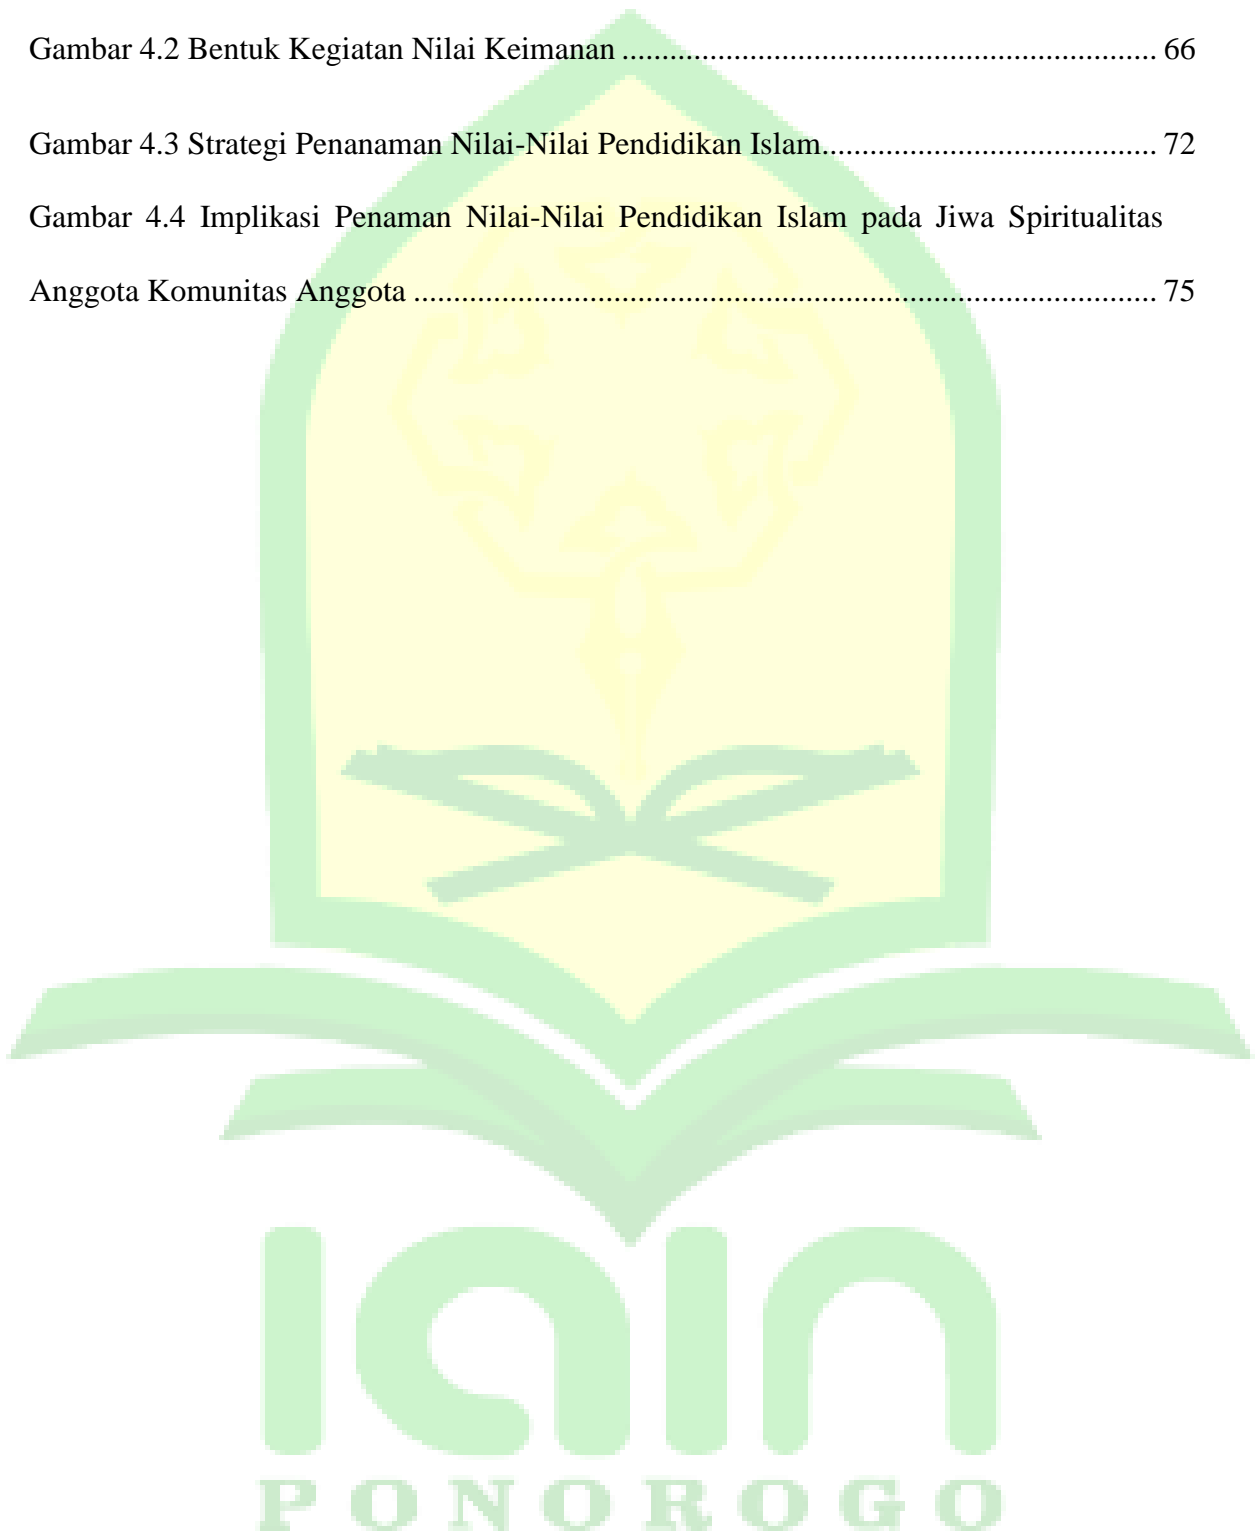 Gambar 4.2 Bentuk Kegiatan Nilai Keimanan .................................................................... 66
Gambar 4.3 Strategi Penanaman Nilai-Nilai Pendidikan Islam.......................................... 72
Gambar 4.4 Implikasi Penaman Nilai-Nilai Pendidikan Islam pada Jiwa Spiritualitas
Anggota Komunitas Anggota .............................................................................................. 75
iain
PONOROGO